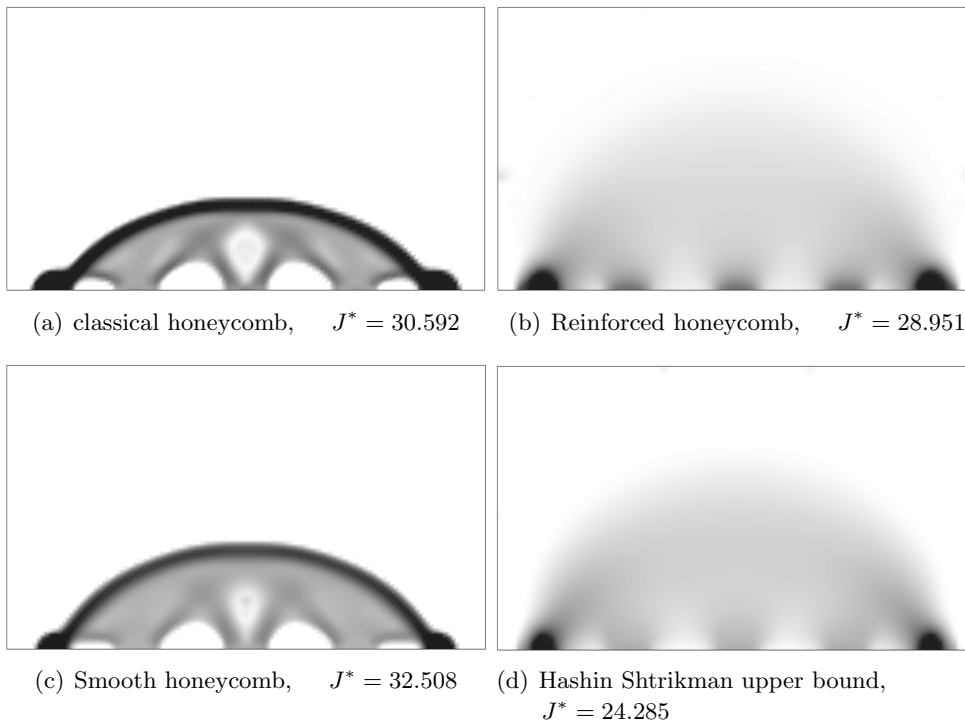 (a) classical honeycomb, J* = 30.592
(b) Reinforced honeycomb, J* = 28.951
(c) Smooth honeycomb, J* = 32.508
(d) Hashin Shtrikman upper bound,
J* = 24.285